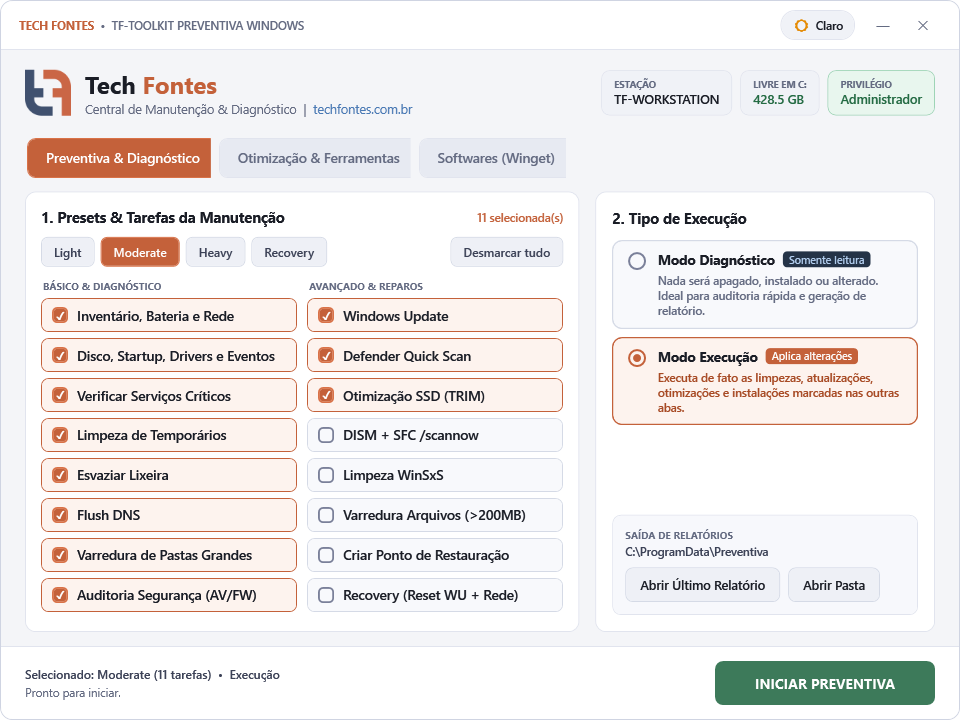 TECH FONTES • TF-TOOLKIT PREVENTIVA WINDOWS
Claro
Tech Fontes
Central de Manutenção & Diagnóstico | techfontes.com.br
ESTAÇÃO
TF-WORKSTATION
LIVRE EM C:
428.5 GB
PRIVILÉGIO
Administrador
Preventiva & Diagnóstico
Otimização & Ferramentas
Softwares (Winget)
1. Presets & Tarefas da Manutenção
11 selecionada(s)
Light
Moderate
Heavy
Recovery
Desmarcar tudo
BÁSICO & DIAGNÓSTICO
Inventário, Bateria e Rede
Disco, Startup, Drivers e Eventos
Verificar Serviços Críticos
Limpeza de Temporários
Esvaziar Lixeira
Flush DNS
Varredura de Pastas Grandes
Auditoria Segurança (AV/FW)
AVANÇADO & REPAROS
Windows Update
Defender Quick Scan
Otimização SSD (TRIM)
DISM + SFC /scannow
Limpeza WinSxS
Varredura Arquivos (>200MB)
Criar Ponto de Restauração
Recovery (Reset WU + Rede)
2. Tipo de Execução
Modo Diagnóstico Somente leitura
Nada será apagado, instalado ou alterado.
Ideal para auditoria rápida e geração de
relatório.
Modo Execução Aplica alterações
Executa de fato as limpezas, atualizações,
otimizações e instalações marcadas nas outras
abas.
SAÍDA DE RELATÓRIOS
C:\ProgramData\Preventiva
Abrir Último Relatório
Abrir Pasta
Selecionado: Moderate (11 tarefas) • Execução
Pronto para iniciar.
INICIAR PREVENTIVA